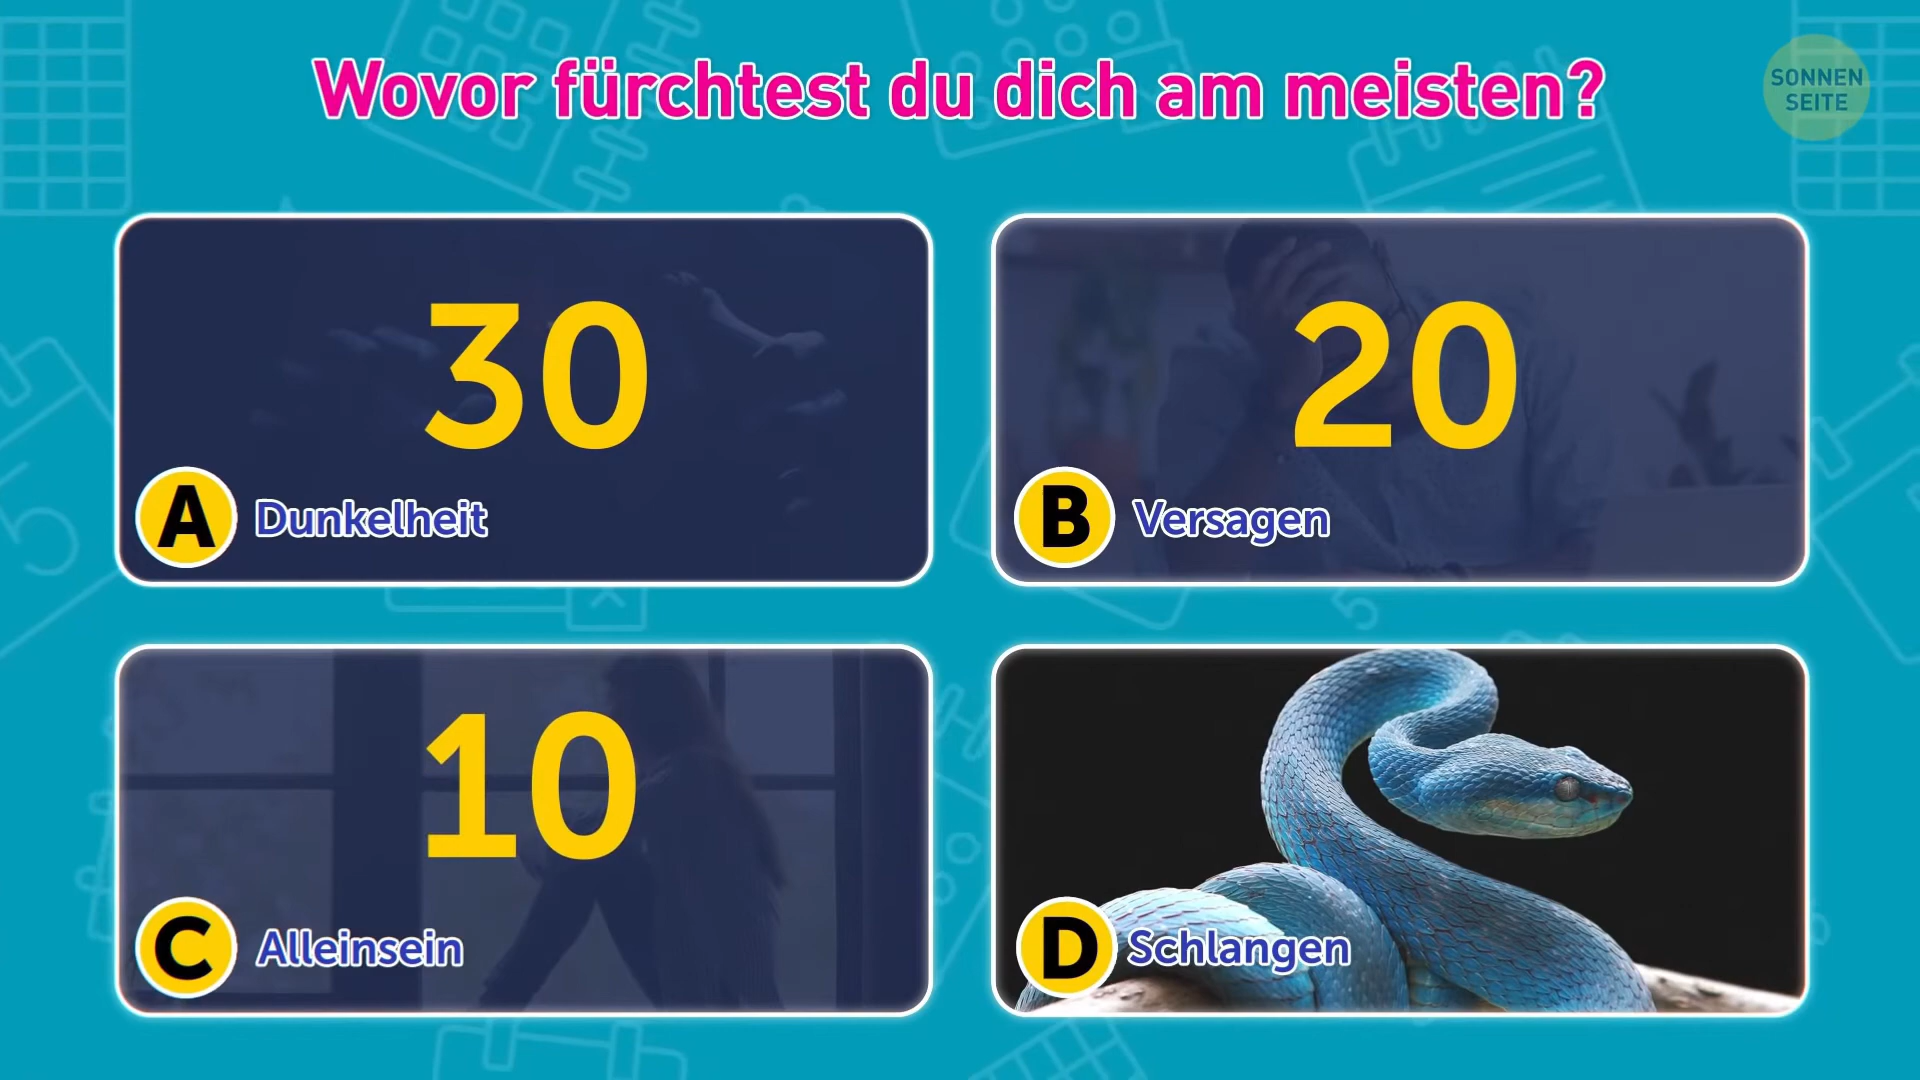 Wovor fürchtest du dich am meisten?
SONNEN
SEITE
30
A Dunkelheit
20
B Versagen
10
C Alleinsein
D Schlangen